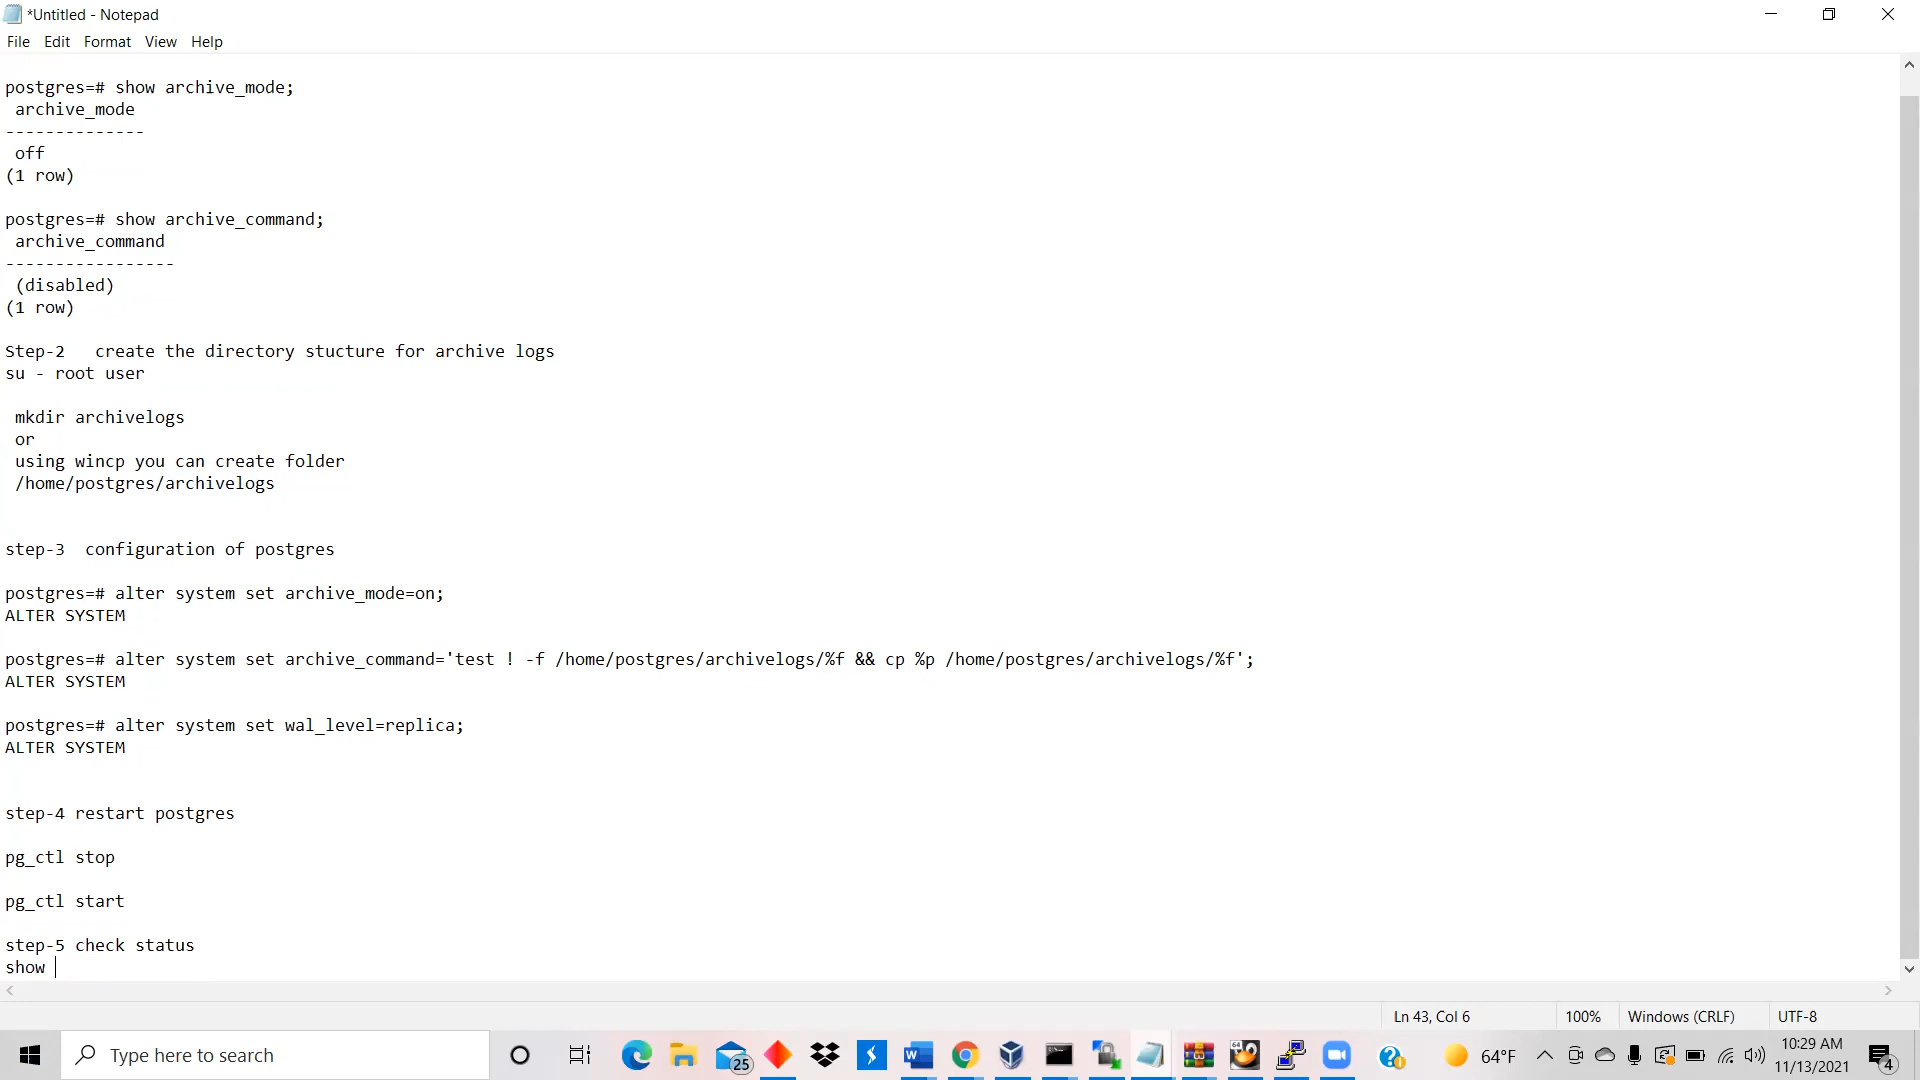 *Untitled - Notepad
File Edit Format View Help
postgres=# show archive_mode;
archive_mode
--------------
off
(1 row)
postgres=# show archive_command;
archive_command
-----------------
(disabled)
(1 row)
Step-2   create the directory stucture for archive logs
su - root user
mkdir archivelogs
or
using wincp you can create folder
/home/postgres/archivelogs
step-3  configuration of postgres
postgres=# alter system set archive_mode=on;
ALTER SYSTEM
postgres=# alter system set archive_command='test ! -f /home/postgres/archivelogs/%f && cp %p /home/postgres/archivelogs/%f';
ALTER SYSTEM
postgres=# alter system set wal_level=replica;
ALTER SYSTEM
step-4 restart postgres
pg_ctl stop
pg_ctl start
step-5 check status
show
Ln 43, Col 6 100% Windows (CRLF) UTF-8
Type here to search 25 W 64 64°F 10:29 AM
11/13/2021 4